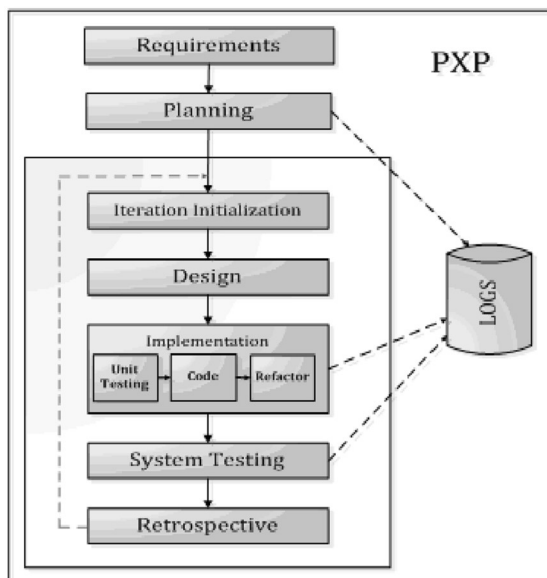 Requirements
PXP
Planning
Iteration Initialization
Design
LOGS
Implementation
Unit
Testing
Code
Refactor
System Testing
Retrospective